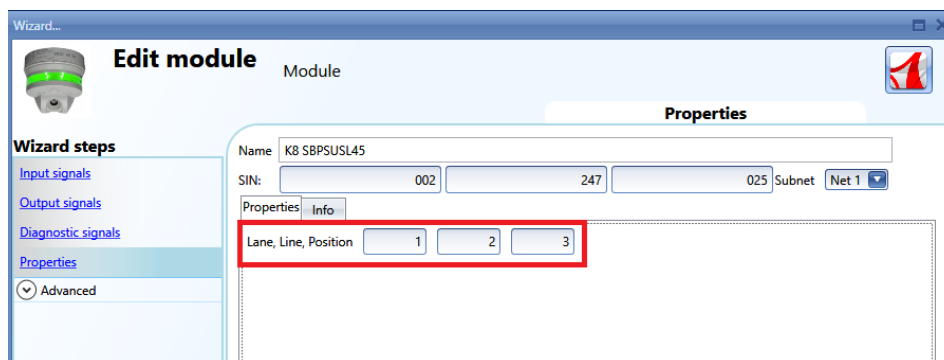 Wizard...
Edit module
Module
Properties
Wizard steps
Input signals
Output signals
Diagnostic signals
Properties
Advanced
Name K8 SBPSUSL45
SIN: 002 247 025 Subnet Net 1
Properties Info
Lane, Line, Position 1 2 3